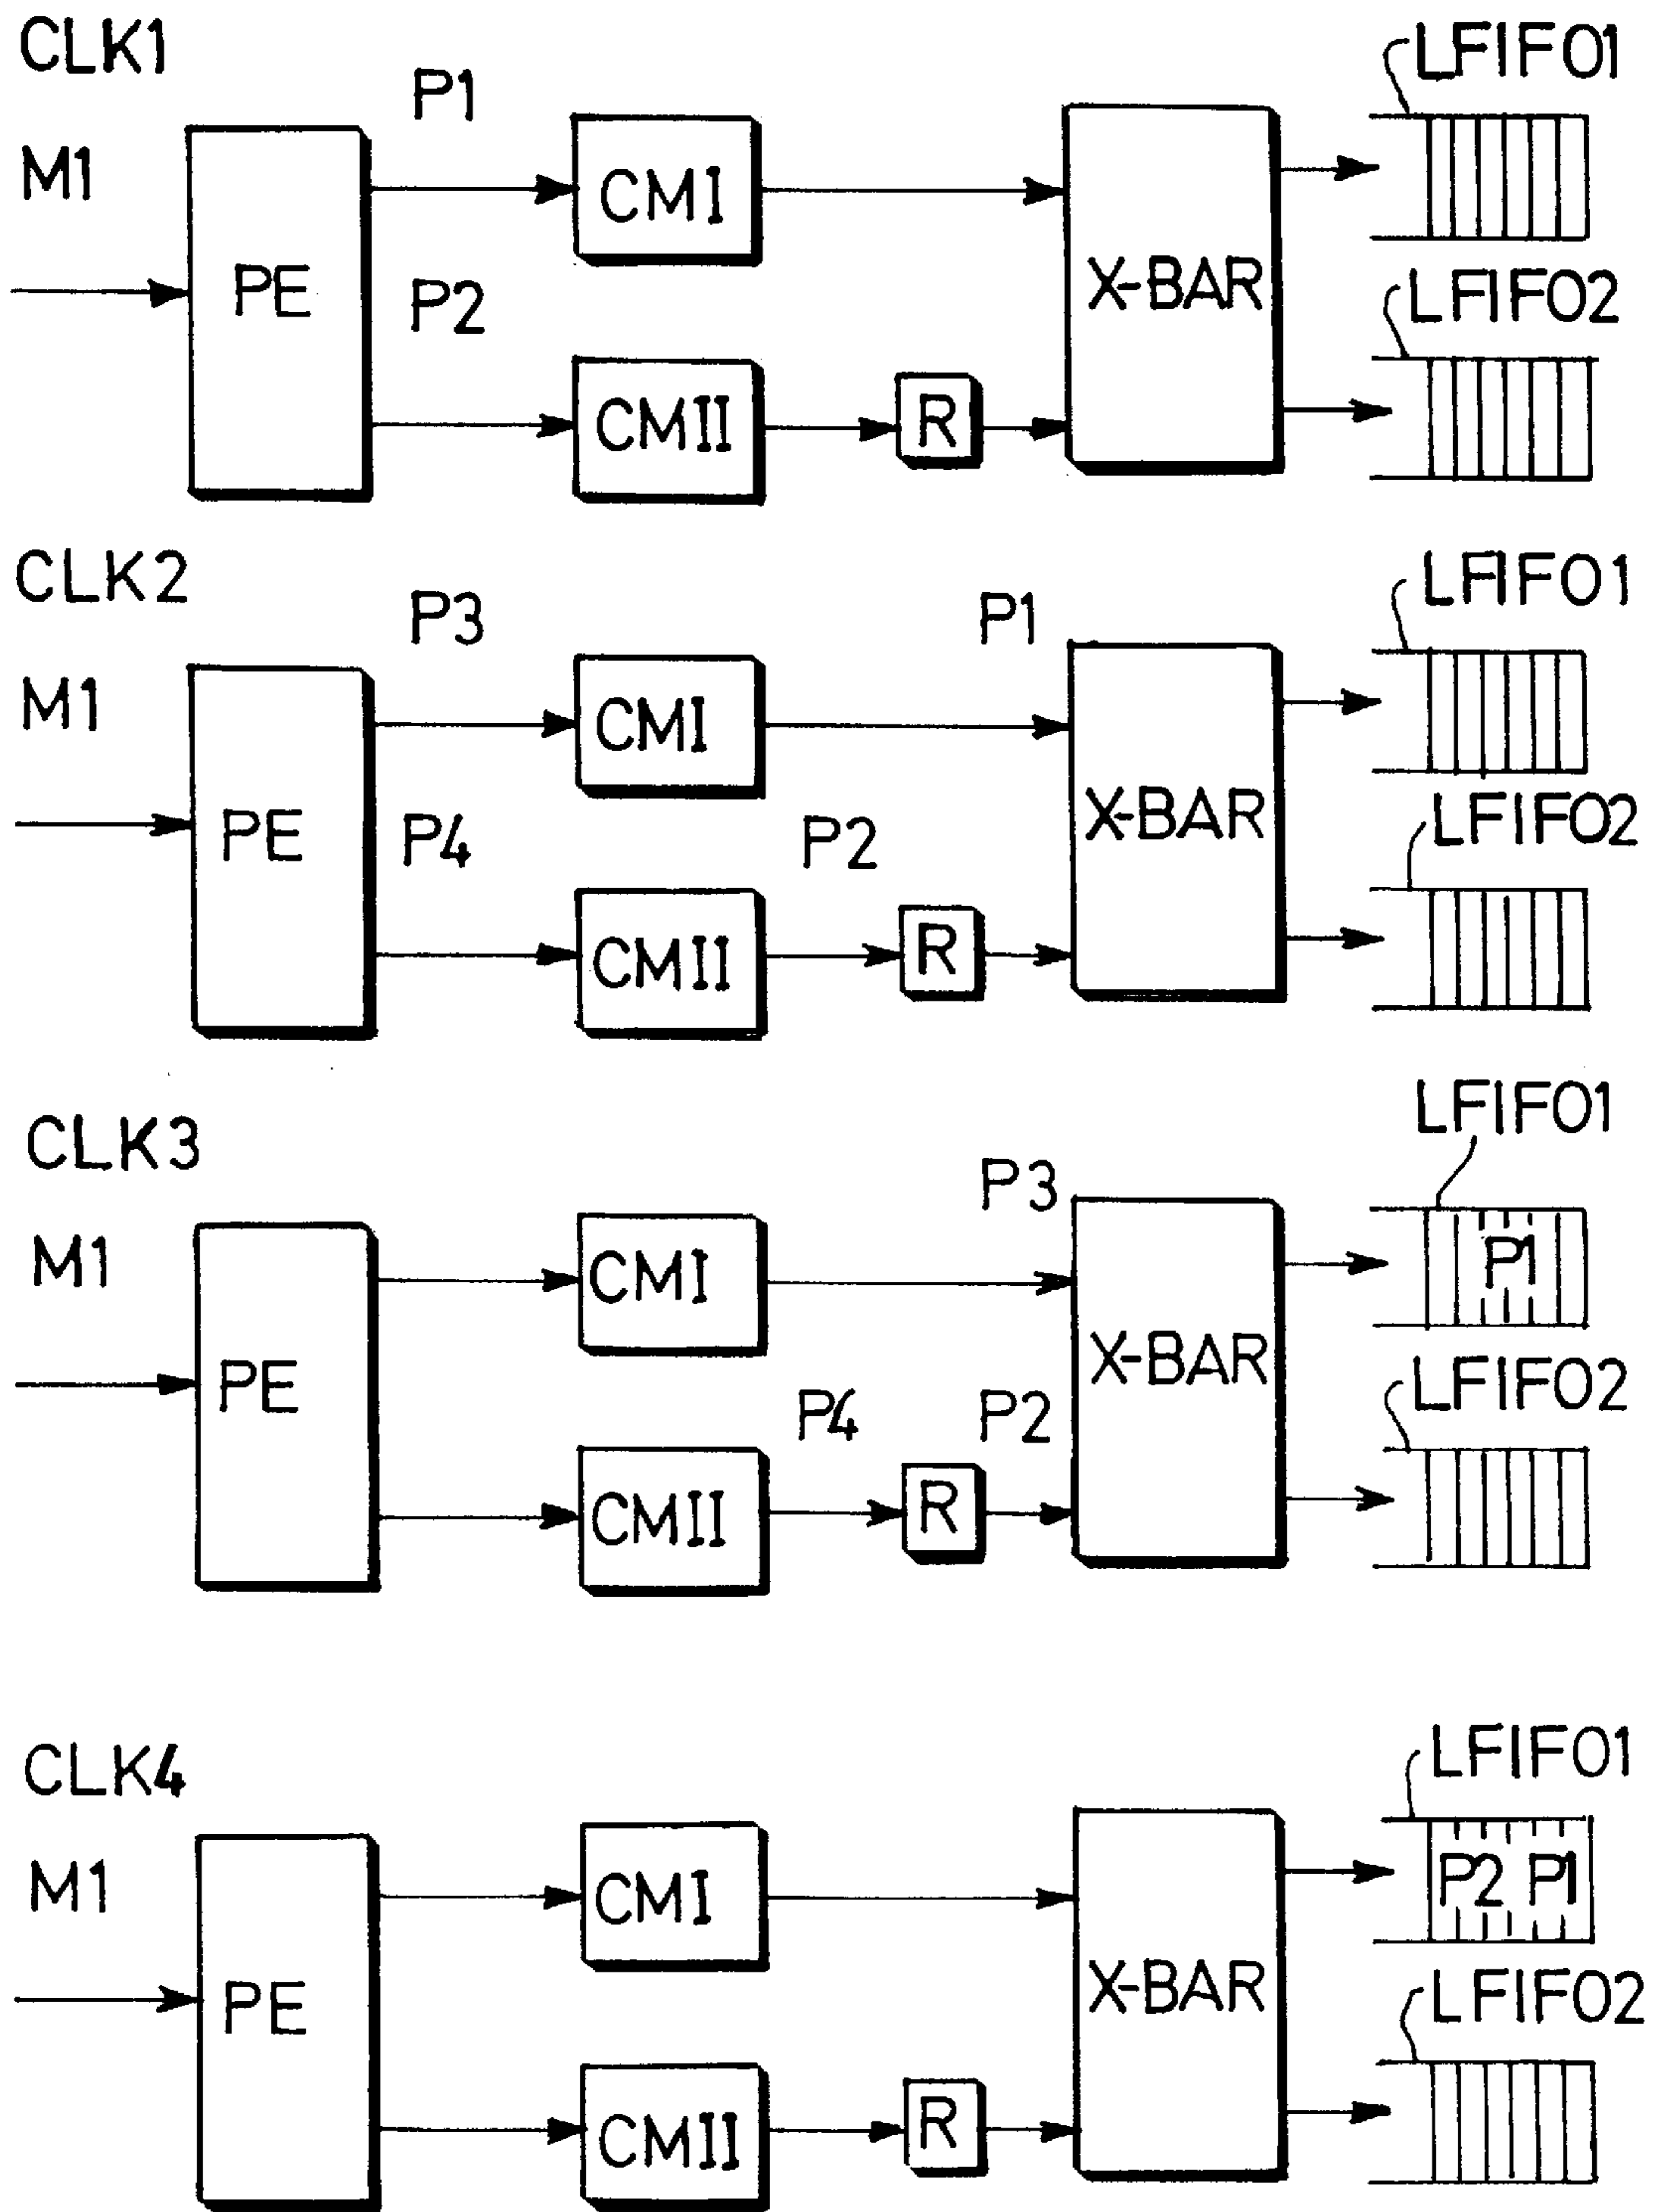 CLK1
LFIFO1
P1
M1
CMI
PE
X-BAR
P2
LFIFO2
CMII
R
CLK2
LFIFO1
P3
P1
M1
CMI
PE
X-BAR
P4
P2
LFIFO2
CMII
R
CLK3
LFIFO1
P3
M1
CMI
P1
PE
X-BAR
P4
P2
LFIFO2
CMII
R
CLK4
LFIFO1
M1
CMI
P2 P1
PE
X-BAR
LFIFO2
CMII
R